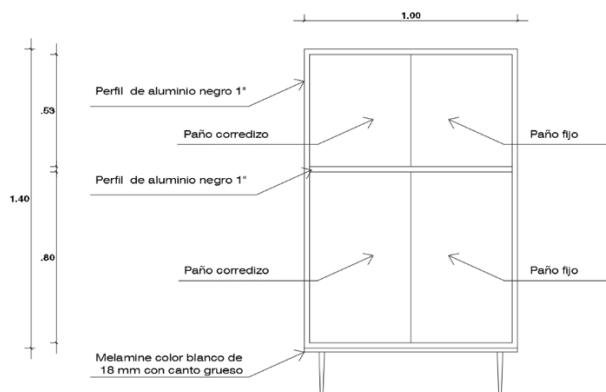 1.00
Perfil de aluminio negro 1"
.53
Paño corredizo
Paño fijo
Perfil de aluminio negro 1"
1.40
.80
Paño corredizo
Paño fijo
Melamine color blanco de
18 mm con canto grueso